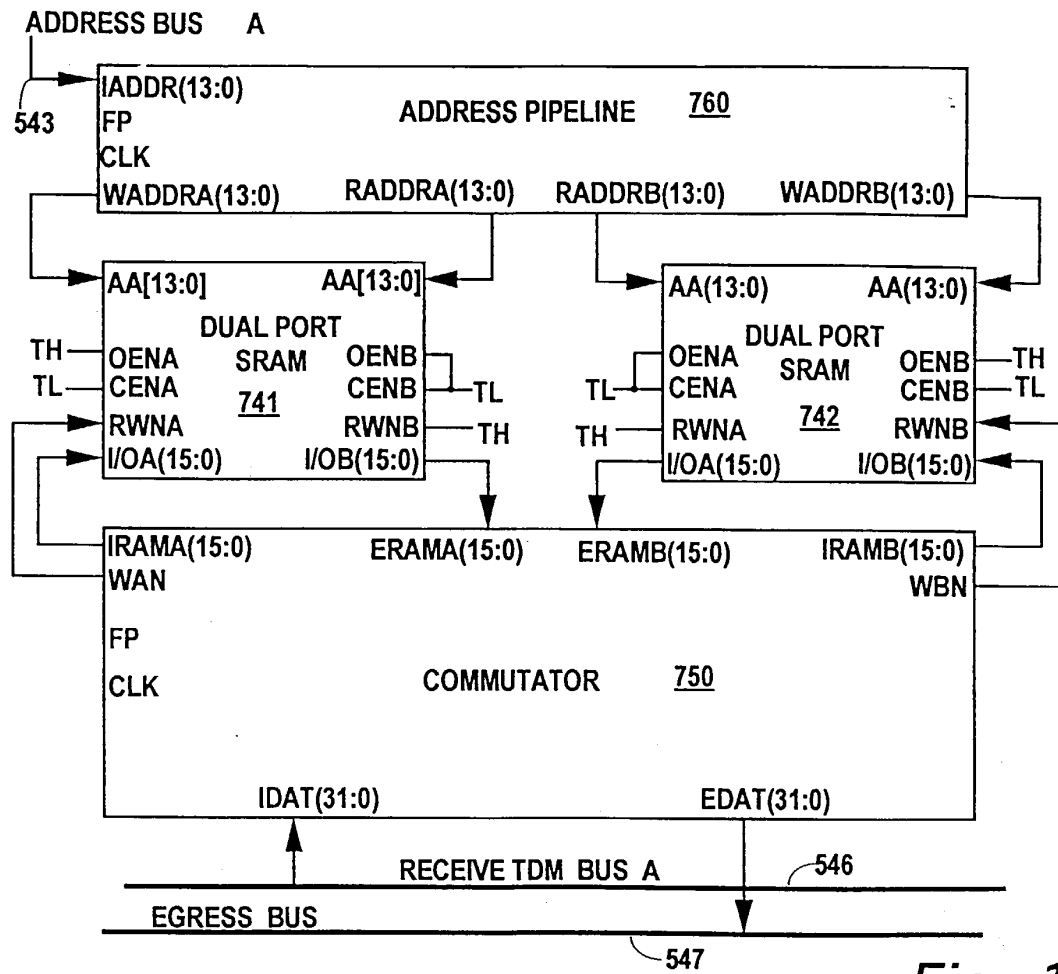 ADDRESS BUS A
543
IADDR(13:0)
FP
CLK
ADDRESS PIPELINE 760
WADDRA(13:0) RADDRA(13:0) RADDRB(13:0) WADDRB(13:0)
AA[13:0] AA[13:0]
DUAL PORT
SRAM
741
TH OENA OENB
TL CENA CENB TL
RWNA RWNB TH
I/OA(15:0) I/OB(15:0)
AA(13:0) AA(13:0)
DUAL PORT
SRAM
742
OENA OENB TH
TL CENA CENB TL
TH RWNA RWNB
I/OA(15:0) I/OB(15:0)
IRAMA(15:0) ERAMA(15:0) ERAMB(15:0) IRAMB(15:0)
WAN WBN
FP
CLK
COMMUTATOR 750
IDAT(31:0) EDAT(31:0)
RECEIVE TDM BUS A 546
EGRESS BUS
547